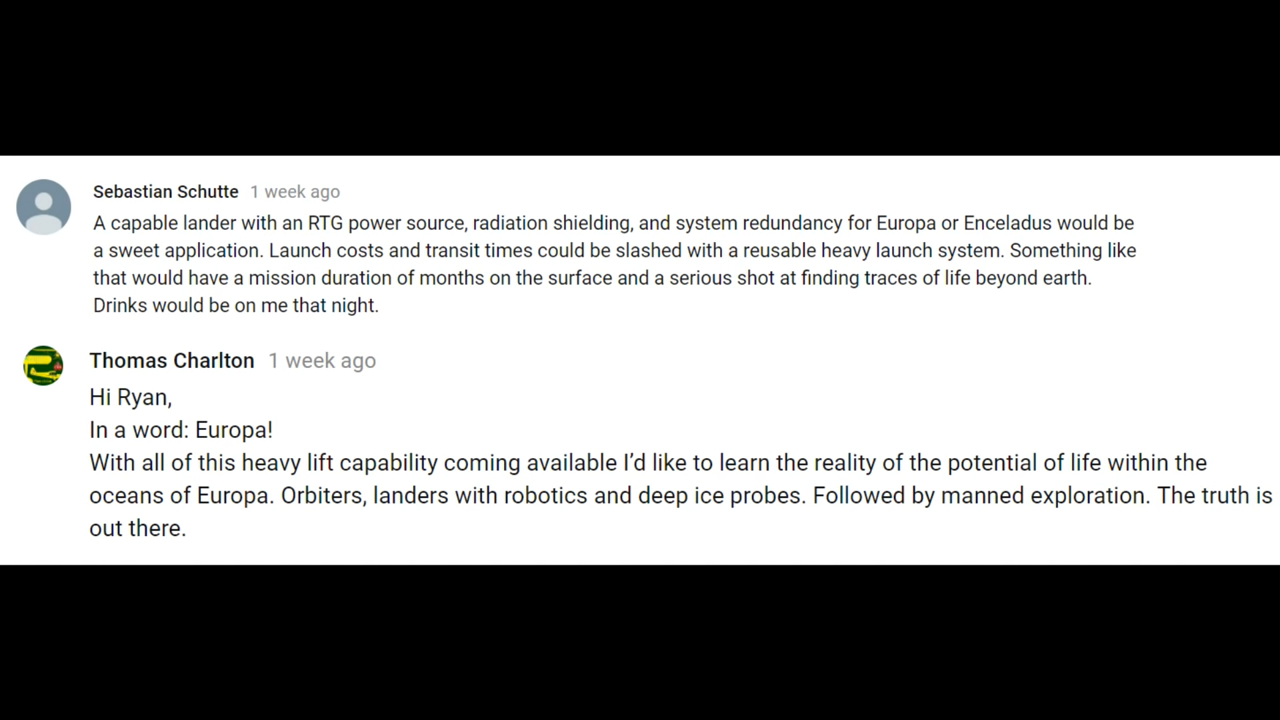 Sebastian Schutte 1 week ago
A capable lander with an RTG power source, radiation shielding, and system redundancy for Europa or Enceladus would be
a sweet application. Launch costs and transit times could be slashed with a reusable heavy launch system. Something like
that would have a mission duration of months on the surface and a serious shot at finding traces of life beyond earth.
Drinks would be on me that night.
Thomas Charlton 1 week ago
Hi Ryan,
In a word: Europa!
With all of this heavy lift capability coming available I’d like to learn the reality of the potential of life within the
oceans of Europa. Orbiters, landers with robotics and deep ice probes. Followed by manned exploration. The truth is
out there.